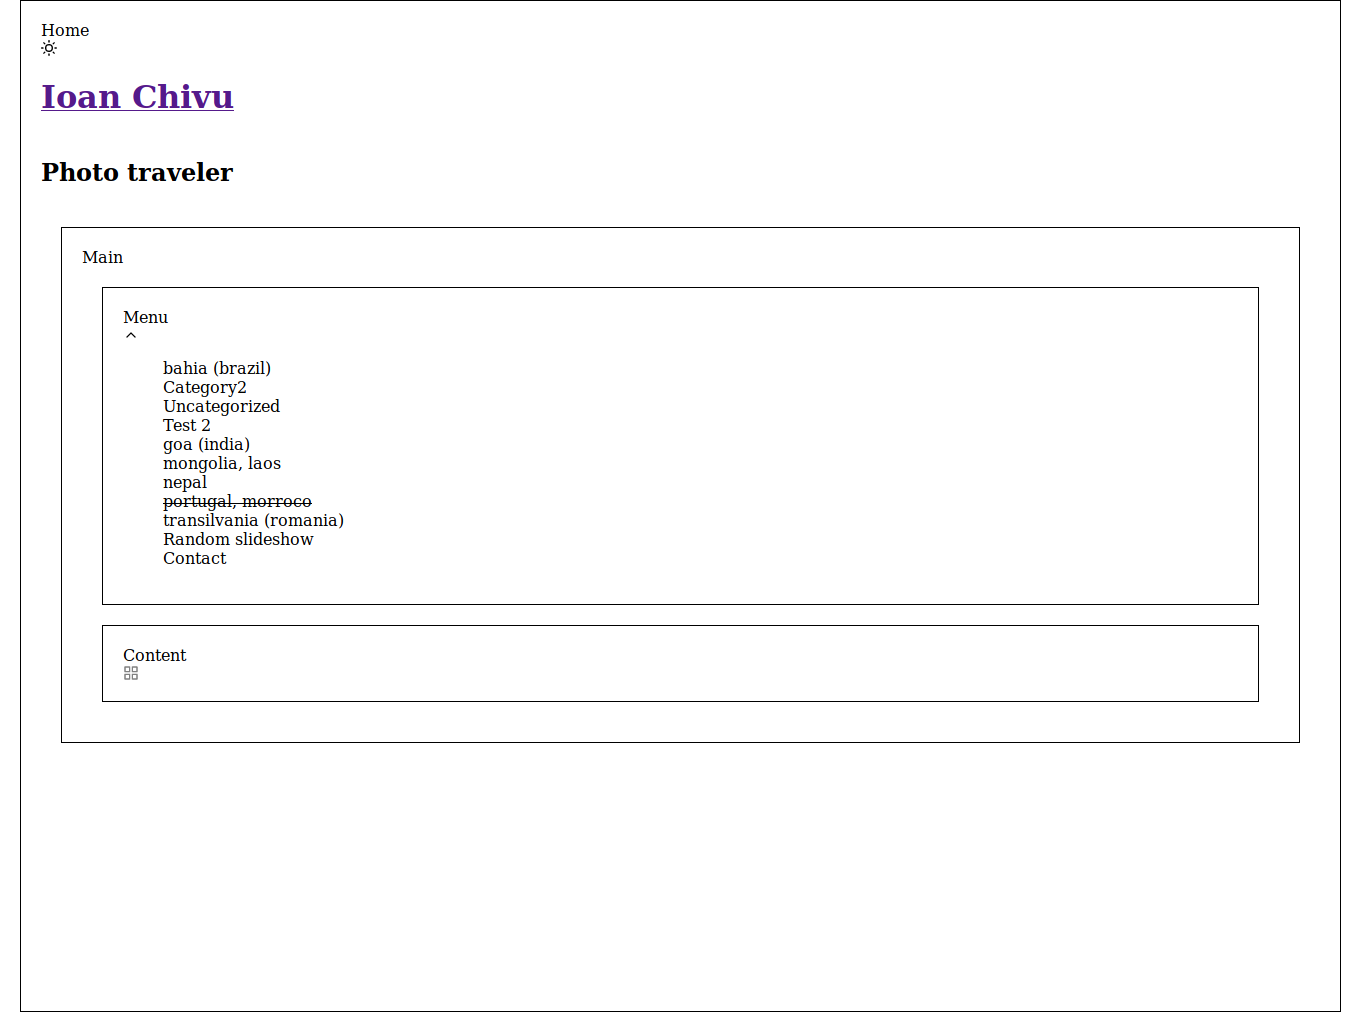 Home
Ioan Chivu
Photo traveler
Main
Menu
bahia (brazil)
Category2
Uncategorized
Test 2
goa (india)
mongolia, laos
nepal
portugal, morroco
transilvania (romania)
Random slideshow
Contact
Content